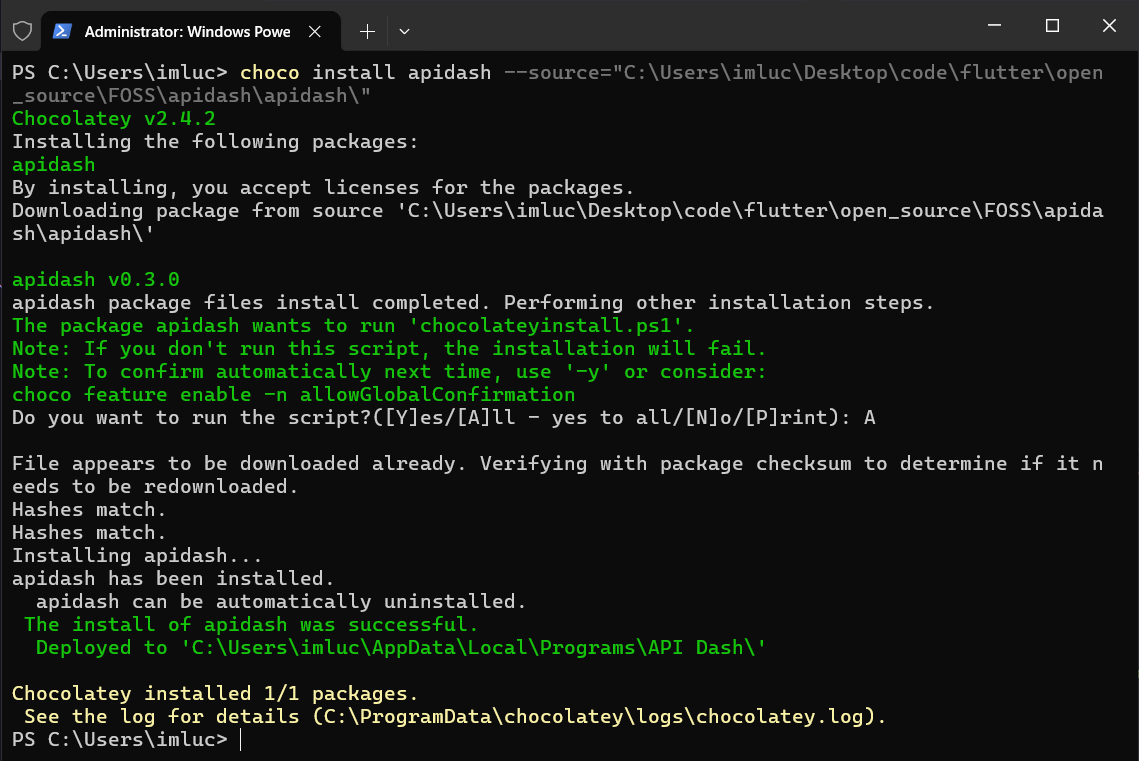 Administrator: Windows Powe
PS C:\Users\imluc> choco install apidash --source="C:\Users\imluc\Desktop\code\flutter\open
_source\FOSS\apidash\apidash\"
Chocolatey v2.4.2
Installing the following packages:
apidash
By installing, you accept licenses for the packages.
Downloading package from source 'C:\Users\imluc\Desktop\code\flutter\open_source\FOSS\apida
sh\apidash\'
apidash v0.3.0
apidash package files install completed. Performing other installation steps.
The package apidash wants to run 'chocolateyinstall.ps1'.
Note: If you don't run this script, the installation will fail.
Note: To confirm automatically next time, use '-y' or consider:
choco feature enable -n allowGlobalConfirmation
Do you want to run the script?([Y]es/[A]ll - yes to all/[N]o/[P]rint): A
File appears to be downloaded already. Verifying with package checksum to determine if it n
eeds to be redownloaded.
Hashes match.
Hashes match.
Installing apidash...
apidash has been installed.
  apidash can be automatically uninstalled.
 The install of apidash was successful.
  Deployed to 'C:\Users\imluc\AppData\Local\Programs\API Dash\'
Chocolatey installed 1/1 packages.
 See the log for details (C:\ProgramData\chocolatey\logs\chocolatey.log).
PS C:\Users\imluc>